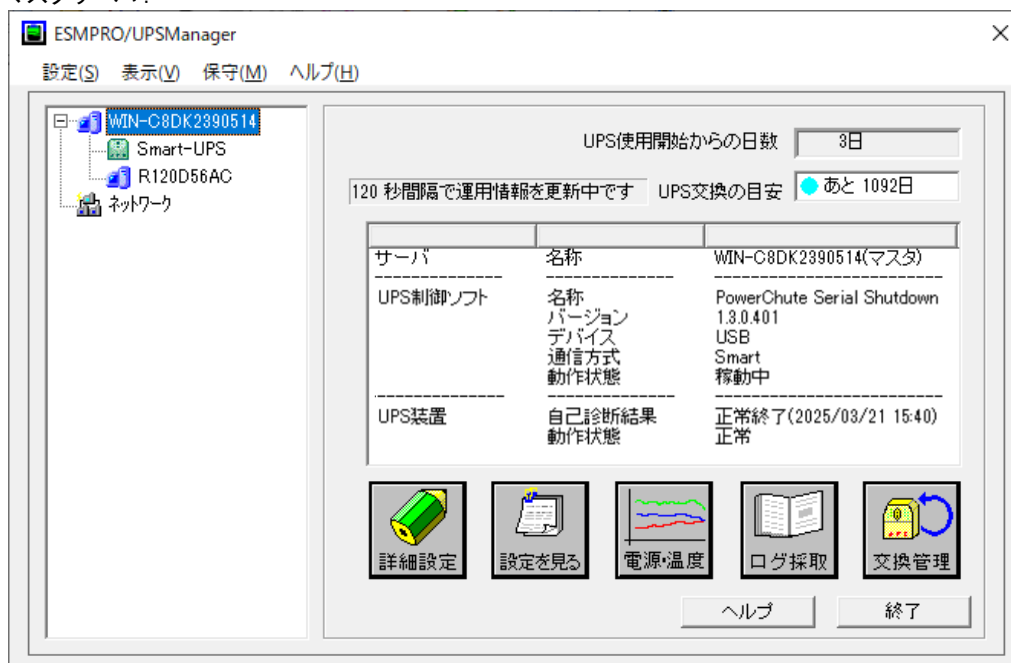 ESMPRO/UPSManager
設定(S) 表示(V) 保守(M) ヘルプ(H)
WIN-C8DK2390514
Smart-UPS
R120D56AC
ネットワーク
UPS使用開始からの日数 3日
120 秒間隔で運用情報を更新中です UPS交換の目安 あと 1092日
サーバ 名称 WIN-C8DK2390514(マスタ)
UPS制御ソフト 名称 PowerChute Serial Shutdown
バージョン 1.3.0.401
デバイス USB
通信方式 Smart
動作状態 稼動中
UPS装置 自己診断結果 正常終了(2025/03/21 15:40)
動作状態 正常
詳細設定 設定を見る 電源・温度 ログ採取 交換管理
ヘルプ 終了